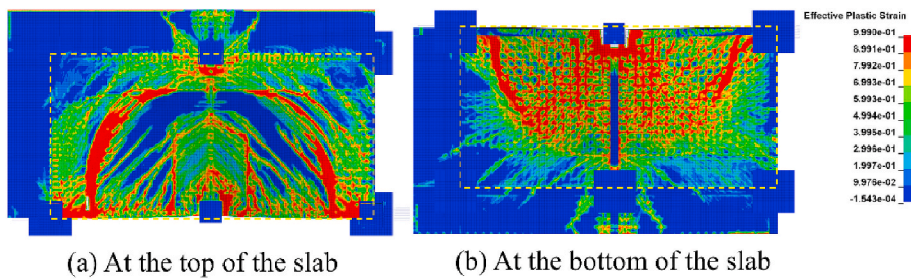 Effective Plastic Strain
9.990e-01
8.991e-01
7.992e-01
6.993e-01
5.993e-01
4.994e-01
3.995e-01
2.996e-01
1.997e-01
9.976e-02
-1.543e-04
(a) At the top of the slab
(b) At the bottom of the slab